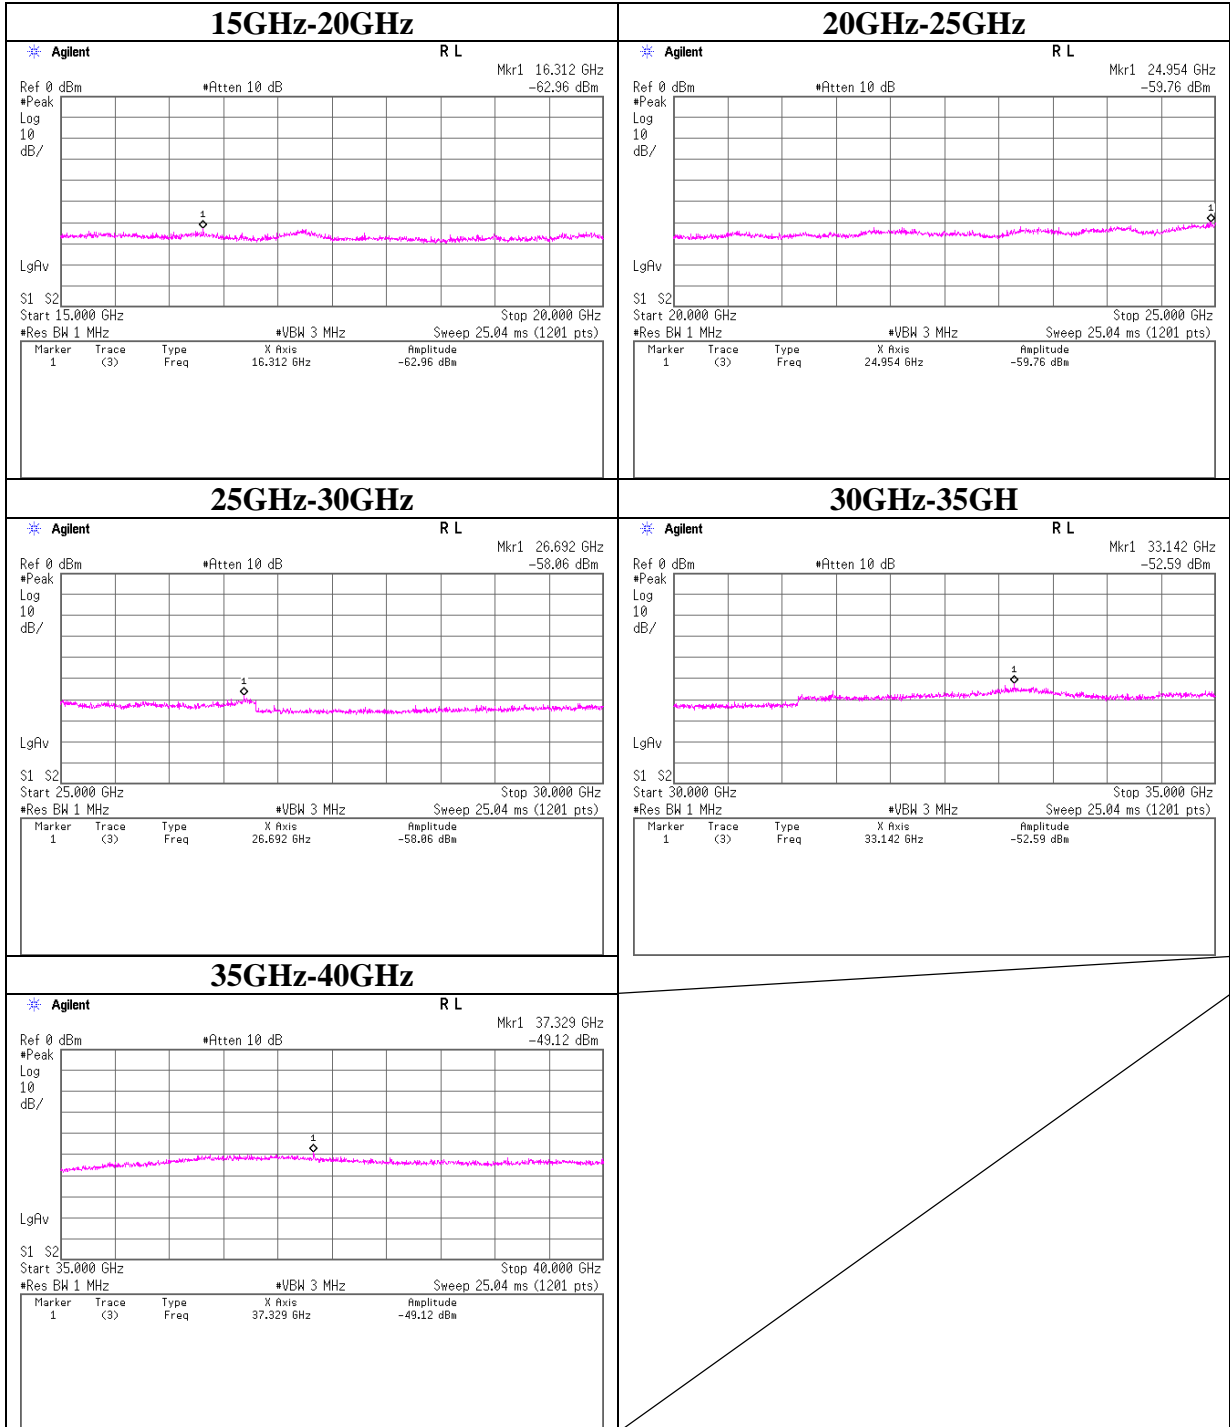 15GHz-20GHz
Agilent R L
Mkr1 16.312 GHz
Ref 0 dBm #Atten 10 dB -62.96 dBm
#Peak
Log
10
dB/
1
LgAv
S1 S2
Start 15.000 GHz Stop 20.000 GHz
#Res BW 1 MHz #VBW 3 MHz Sweep 25.04 ms (1201 pts)
Marker Trace Type X Axis Amplitude
1 (3) Freq 16.312 GHz -62.96 dBm
20GHz-25GHz
Agilent R L
Mkr1 24.954 GHz
Ref 0 dBm #Atten 10 dB -59.76 dBm
#Peak
Log
10
dB/
1
LgAv
S1 S2
Start 20.000 GHz Stop 25.000 GHz
#Res BW 1 MHz #VBW 3 MHz Sweep 25.04 ms (1201 pts)
Marker Trace Type X Axis Amplitude
1 (3) Freq 24.954 GHz -59.76 dBm
25GHz-30GHz
Agilent R L
Mkr1 26.692 GHz
Ref 0 dBm #Atten 10 dB -58.06 dBm
#Peak
Log
10
dB/
1
LgAv
S1 S2
Start 25.000 GHz Stop 30.000 GHz
#Res BW 1 MHz #VBW 3 MHz Sweep 25.04 ms (1201 pts)
Marker Trace Type X Axis Amplitude
1 (3) Freq 26.692 GHz -58.06 dBm
30GHz-35GH
Agilent R L
Mkr1 33.142 GHz
Ref 0 dBm #Atten 10 dB -52.59 dBm
#Peak
Log
10
dB/
1
LgAv
S1 S2
Start 30.000 GHz Stop 35.000 GHz
#Res BW 1 MHz #VBW 3 MHz Sweep 25.04 ms (1201 pts)
Marker Trace Type X Axis Amplitude
1 (3) Freq 33.142 GHz -52.59 dBm
35GHz-40GHz
Agilent R L
Mkr1 37.329 GHz
Ref 0 dBm #Atten 10 dB -49.12 dBm
#Peak
Log
10
dB/
1
LgAv
S1 S2
Start 35.000 GHz Stop 40.000 GHz
#Res BW 1 MHz #VBW 3 MHz Sweep 25.04 ms (1201 pts)
Marker Trace Type X Axis Amplitude
1 (3) Freq 37.329 GHz -49.12 dBm